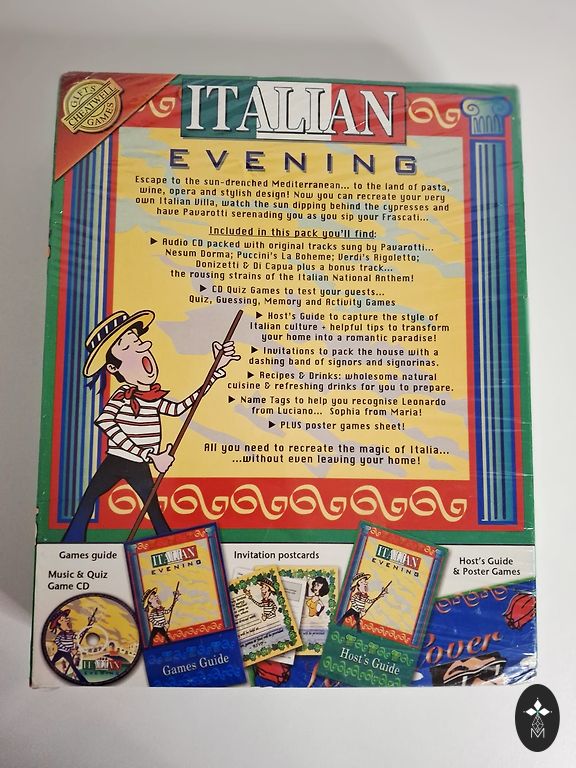 GIFTS
CHEATWELL
GAMES
ITALIAN
EVENING
Escape to the sun-drenched Mediterranean... to the land of pasta,
wine, opera and stylish design! Now you can recreate your very
own Italian Villa, watch the sun dipping behind the cypresses and
have Pavarotti serenading you as you sip your Frascati...
Included in this pack you'll find:
▶ Audio CD packed with original tracks sung by Pavarotti...
Nesum Dorma; Puccini's La Boheme; Verdi's Rigoletto;
Donizetti & Di Capua plus a bonus track...
the rousing strains of the Italian National Anthem!
▶ CD Quiz Games to test your guests...
Quiz, Guessing, Memory and Activity Games
▶ Host's Guide to capture the style of
Italian culture + helpful tips to transform
your home into a romantic paradise!
▶ Invitations to pack the house with a
dashing band of signors and signorinas.
▶ Recipes & Drinks: wholesome natural
cuisine & refreshing drinks for you to prepare.
▶ Name Tags to help you recognise Leonardo
from Luciano... Sophia from Maria!
▶ PLUS poster games sheet!
All you need to recreate the magic of Italia...
...without even leaving your home!
Games guide
Music & Quiz
Game CD
Invitation postcards
Host's Guide
& Poster Games
ITALIAN
EVENING
Games Guide
ITALIAN
EVENING
Host's Guide
ITALIAN
EVENING
over
M